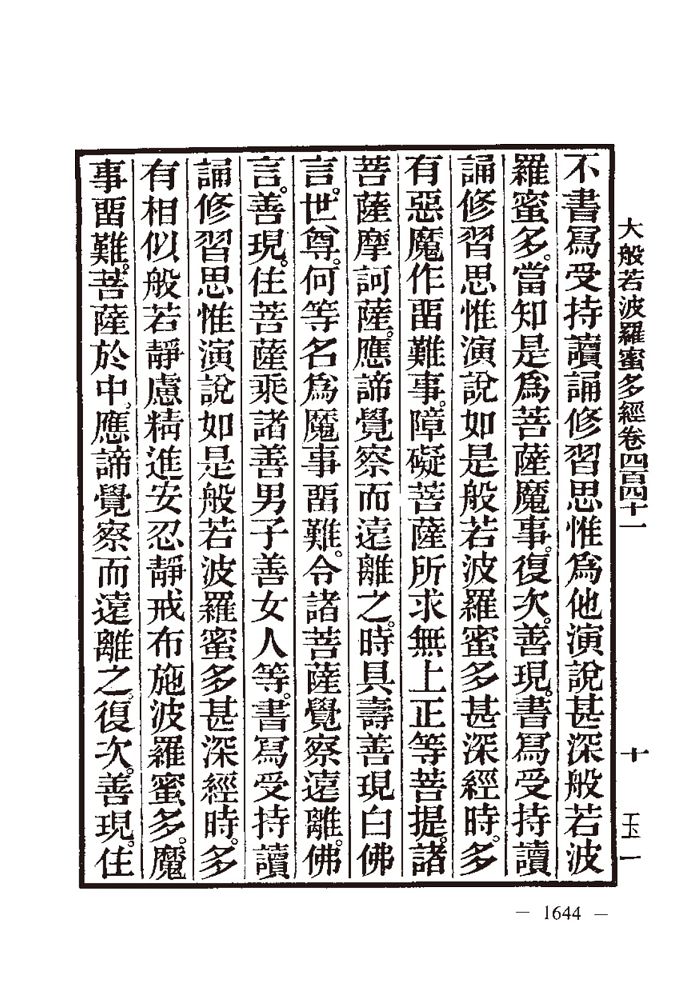 大般若波羅蜜多經卷四百四十一
十
玉一
不書寫受持讀誦修習思惟爲他演說甚深般若波
羅蜜多。當知是爲菩薩魔事。復次。善現。書寫受持讀
誦修習思惟演說如是般若波羅蜜多甚深經時。多
有惡魔作畱難事。障礙菩薩所求無上正等菩提。諸
菩薩摩訶薩。應諦覺察而遠離之。時具壽善現白佛
言。世尊。何等名爲魔事畱難。令諸菩薩覺察遠離。佛
言。善現。住菩薩乘諸善男子善女人等。書寫受持讀
誦修習思惟演說如是般若波羅蜜多甚深經時。多
有相似般若靜慮精進安忍靜戒布施波羅蜜多。魔
事畱難。菩薩於中。應諦覺察而遠離之。復次。善現。住
— 1644 —